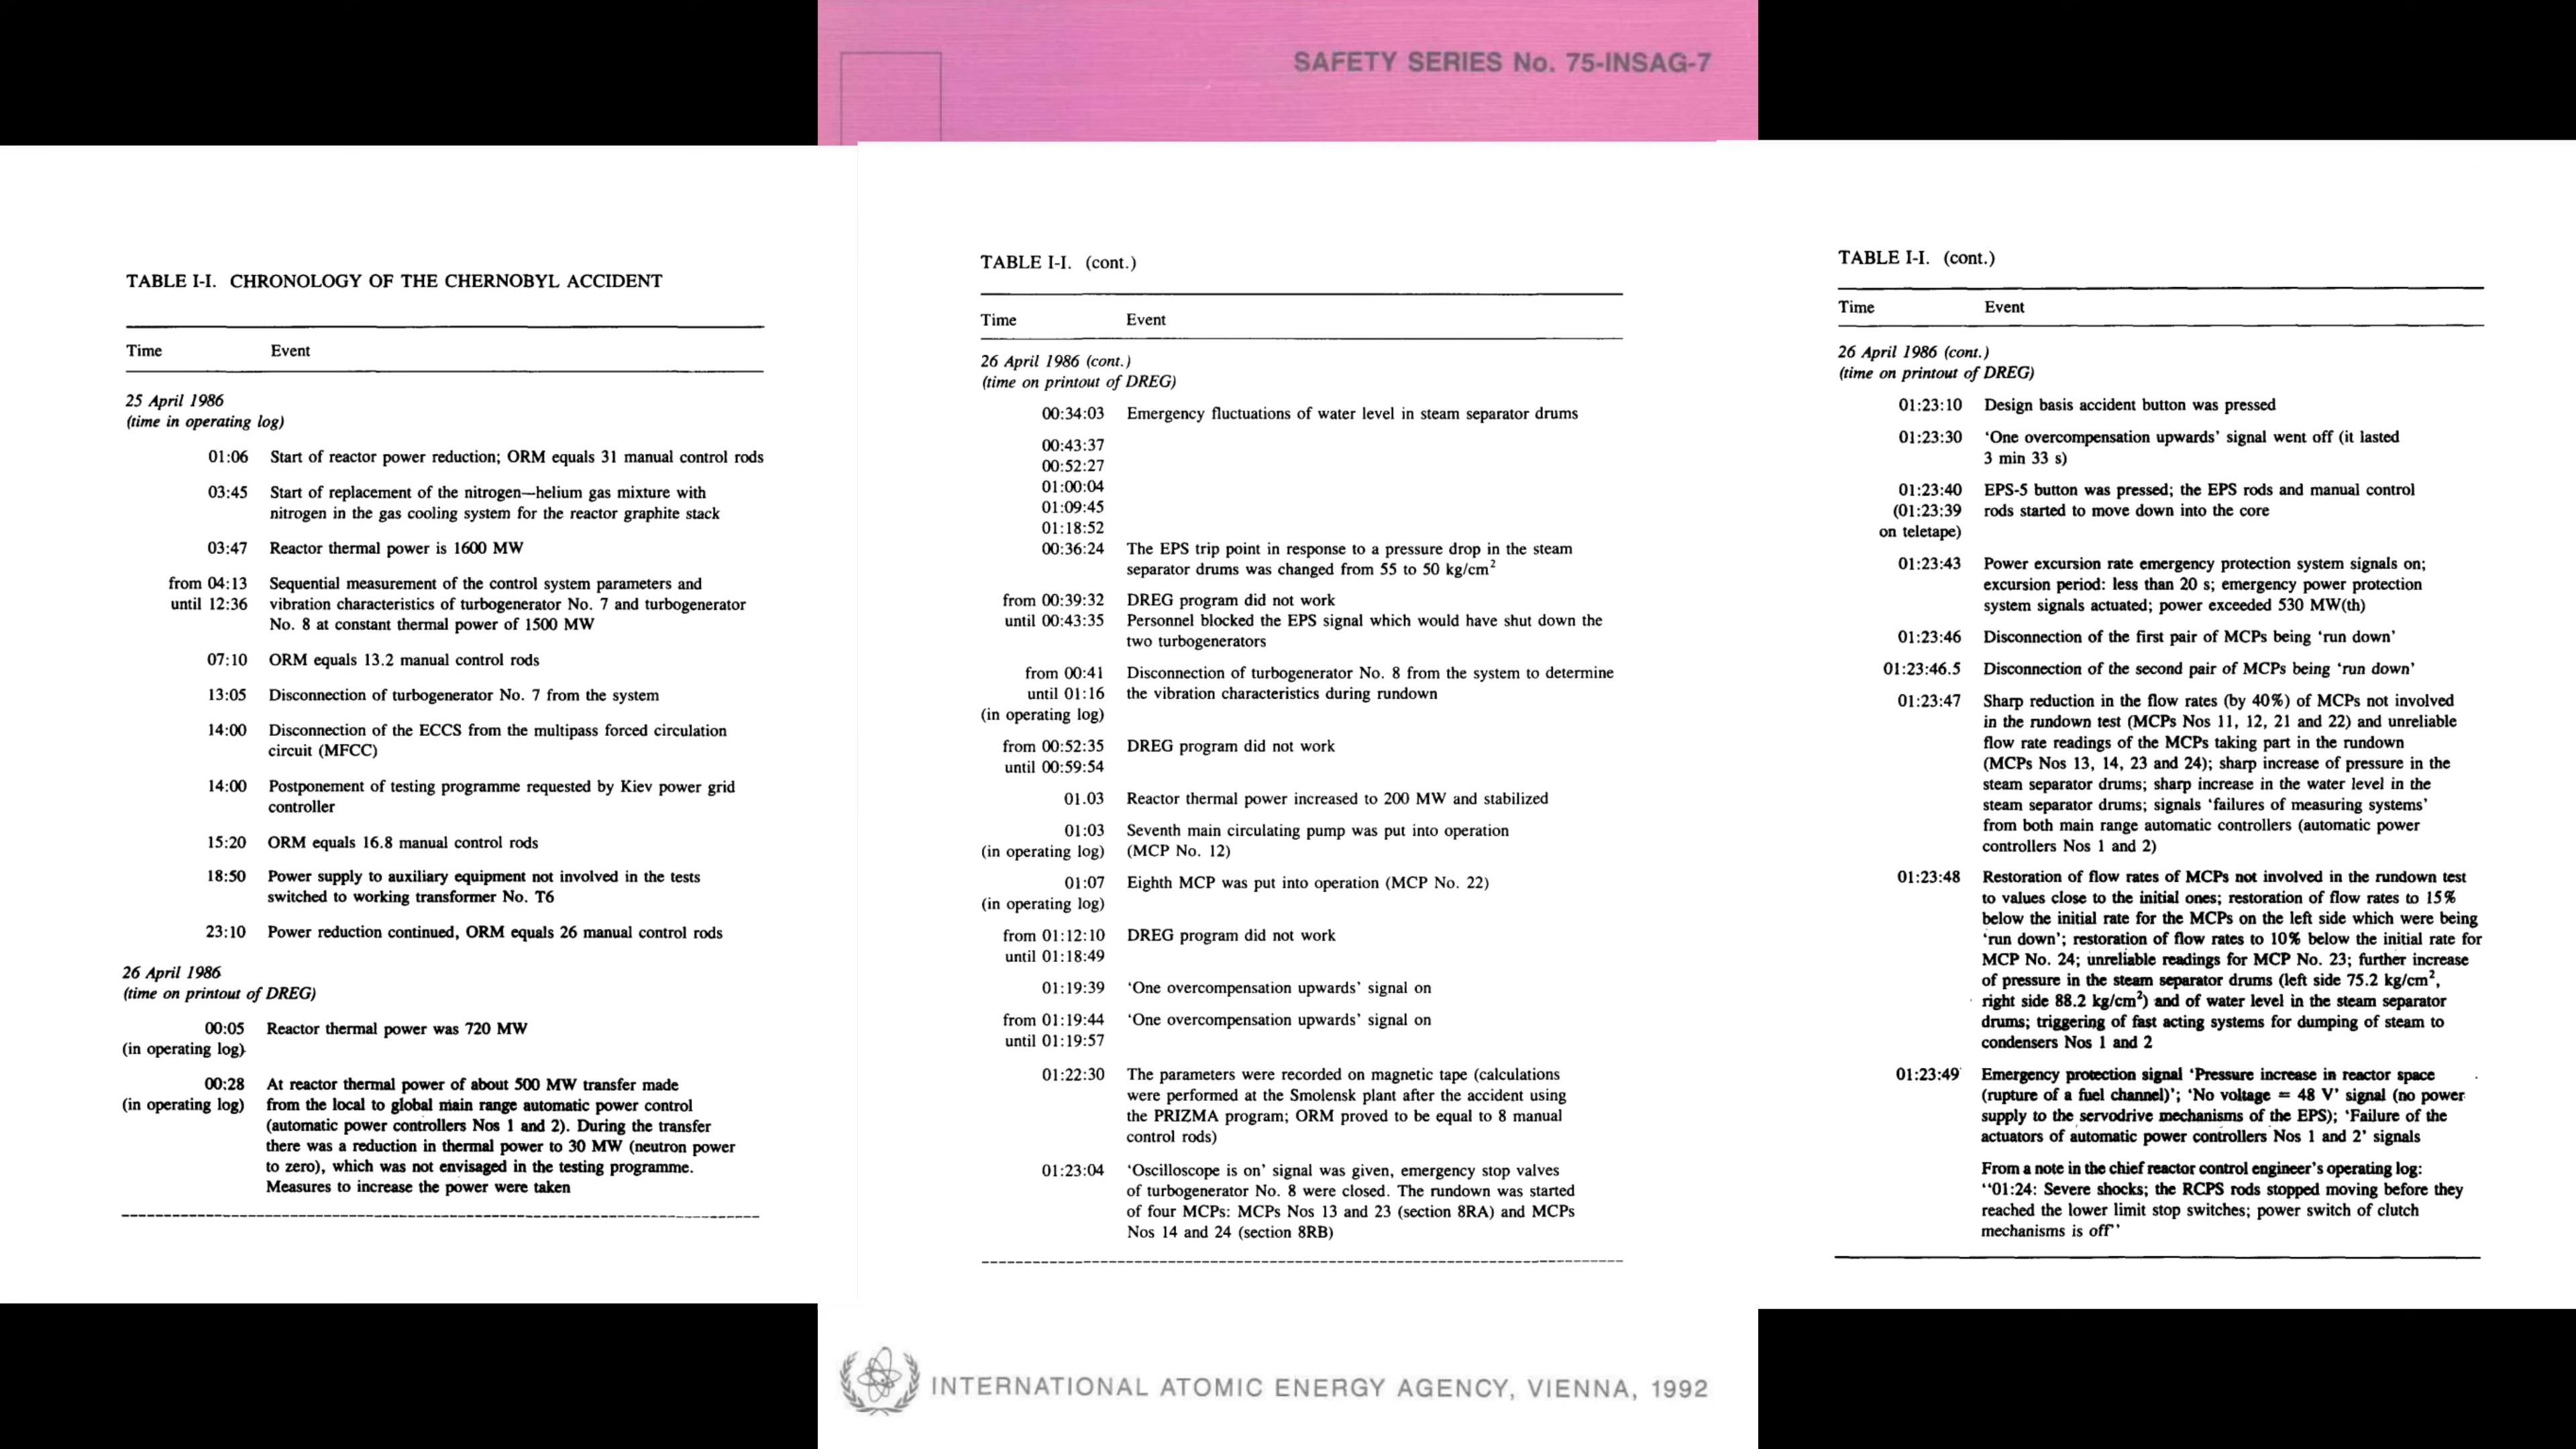 SAFETY SERIES No. 75-INSAG-7
TABLE I-I. CHRONOLOGY OF THE CHERNOBYL ACCIDENT
Time Event
25 April 1986
(time in operating log)
01:06 Start of reactor power reduction; ORM equals 31 manual control rods
03:45 Start of replacement of the nitrogen—helium gas mixture with
nitrogen in the gas cooling system for the reactor graphite stack
03:47 Reactor thermal power is 1600 MW
from 04:13 Sequential measurement of the control system parameters and
until 12:36 vibration characteristics of turbogenerator No. 7 and turbogenerator
No. 8 at constant thermal power of 1500 MW
07:10 ORM equals 13.2 manual control rods
13:05 Disconnection of turbogenerator No. 7 from the system
14:00 Disconnection of the ECCS from the multipass forced circulation
circuit (MFCC)
14:00 Postponement of testing programme requested by Kiev power grid
controller
15:20 ORM equals 16.8 manual control rods
18:50 Power supply to auxiliary equipment not involved in the tests
switched to working transformer No. T6
23:10 Power reduction continued, ORM equals 26 manual control rods
26 April 1986
(time on printout of DREG)
00:05 Reactor thermal power was 720 MW
(in operating log)
00:28 At reactor thermal power of about 500 MW transfer made
(in operating log) from the local to global main range automatic power control
(automatic power controllers Nos 1 and 2). During the transfer
there was a reduction in thermal power to 30 MW (neutron power
to zero), which was not envisaged in the testing programme.
Measures to increase the power were taken
TABLE I-I. (cont.)
Time Event
26 April 1986 (cont.)
(time on printout of DREG)
00:34:03 Emergency fluctuations of water level in steam separator drums
00:43:37
00:52:27
01:00:04
01:09:45
01:18:52
00:36:24 The EPS trip point in response to a pressure drop in the steam
separator drums was changed from 55 to 50 kg/cm²
from 00:39:32 DREG program did not work
until 00:43:35 Personnel blocked the EPS signal which would have shut down the
two turbogenerators
from 00:41 Disconnection of turbogenerator No. 8 from the system to determine
until 01:16 the vibration characteristics during rundown
(in operating log)
from 00:52:35 DREG program did not work
until 00:59:54
01.03 Reactor thermal power increased to 200 MW and stabilized
01:03 Seventh main circulating pump was put into operation
(in operating log) (MCP No. 12)
01:07 Eighth MCP was put into operation (MCP No. 22)
(in operating log)
from 01:12:10 DREG program did not work
until 01:18:49
01:19:39 ‘One overcompensation upwards’ signal on
from 01:19:44 ‘One overcompensation upwards’ signal on
until 01:19:57
01:22:30 The parameters were recorded on magnetic tape (calculations
were performed at the Smolensk plant after the accident using
the PRIZMA program; ORM proved to be equal to 8 manual
control rods)
01:23:04 ‘Oscilloscope is on’ signal was given, emergency stop valves
of turbogenerator No. 8 were closed. The rundown was started
of four MCPs: MCPs Nos 13 and 23 (section 8RA) and MCPs
Nos 14 and 24 (section 8RB)
TABLE I-I. (cont.)
Time Event
26 April 1986 (cont.)
(time on printout of DREG)
01:23:10 Design basis accident button was pressed
01:23:30 ‘One overcompensation upwards’ signal went off (it lasted
3 min 33 s)
01:23:40 EPS-5 button was pressed; the EPS rods and manual control
(01:23:39 rods started to move down into the core
on teletape)
01:23:43 Power excursion rate emergency protection system signals on;
excursion period: less than 20 s; emergency power protection
system signals actuated; power exceeded 530 MW(th)
01:23:46 Disconnection of the first pair of MCPs being ‘run down’
01:23:46.5 Disconnection of the second pair of MCPs being ‘run down’
01:23:47 Sharp reduction in the flow rates (by 40%) of MCPs not involved
in the rundown test (MCPs Nos 11, 12, 21 and 22) and unreliable
flow rate readings of the MCPs taking part in the rundown
(MCPs Nos 13, 14, 23 and 24); sharp increase of pressure in the
steam separator drums; sharp increase in the water level in the
steam separator drums; signals ‘failures of measuring systems’
from both main range automatic controllers (automatic power
controllers Nos 1 and 2)
01:23:48 Restoration of flow rates of MCPs not involved in the rundown test
to values close to the initial ones; restoration of flow rates to 15%
below the initial rate for the MCPs on the left side which were being
‘run down’; restoration of flow rates to 10% below the initial rate for
MCP No. 24; unreliable readings for MCP No. 23; further increase
of pressure in the steam separator drums (left side 75.2 kg/cm²,
right side 88.2 kg/cm²) and of water level in the steam separator
drums; triggering of fast acting systems for dumping of steam to
condensers Nos 1 and 2
01:23:49 Emergency protection signal ‘Pressure increase in reactor space
(rupture of a fuel channel)’; ‘No voltage = 48 V’ signal (no power
supply to the servodrive mechanisms of the EPS); ‘Failure of the
actuators of automatic power controllers Nos 1 and 2’ signals
From a note in the chief reactor control engineer's operating log:
‘‘01:24: Severe shocks; the RCPS rods stopped moving before they
reached the lower limit stop switches; power switch of clutch
mechanisms is off’’
INTERNATIONAL ATOMIC ENERGY AGENCY, VIENNA, 1992